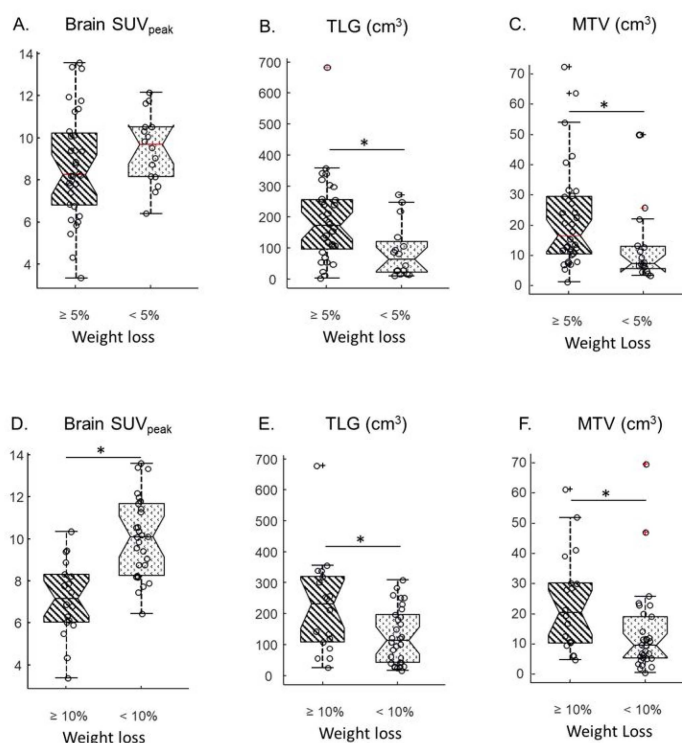 A. Brain SUVpeak
14
12
10
8
6
4
≥ 5% < 5%
Weight loss
B. TLG (cm³)
700
600
500
400
300
200
100
0
*
≥ 5% < 5%
Weight loss
C. MTV (cm³)
70
60
50
40
30
20
10
0
*
≥ 5% < 5%
Weight Loss
D. Brain SUVpeak
14
12
10
8
6
4
*
≥ 10% < 10%
Weight loss
E. TLG (cm³)
700
600
500
400
300
200
100
0
*
≥ 10% < 10%
Weight loss
F. MTV (cm³)
70
60
50
40
30
20
10
0
*
≥ 10% < 10%
Weight Loss